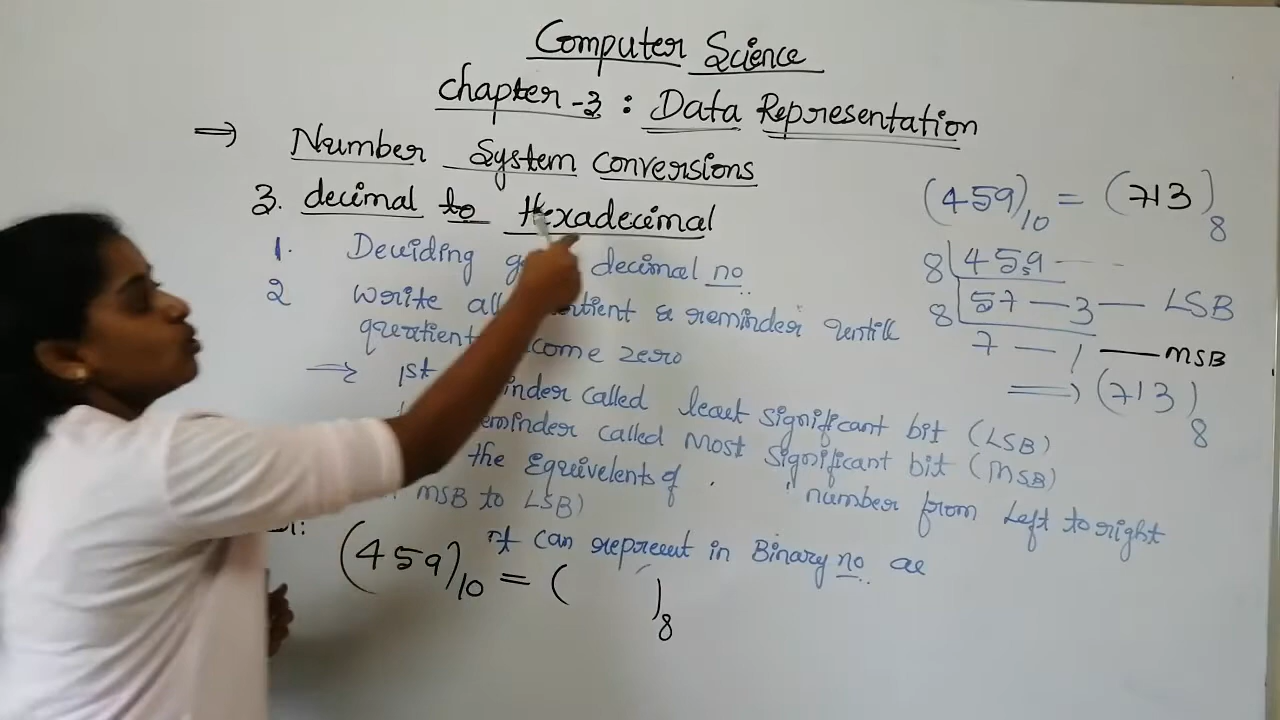 Computer Science
Chapter-3 : Data Representation
⇒ Number System Conversions
3. decimal to Hexadecimal
1. Deviding decimal no
2 Write all & reminder untill
come zero
⇒ 1st called least significant bit (LSB)
eminder called Most significant bit (MSB)
the Equivelents of number from Left to right
MSB to LSB)
it can represent in Binary no as
(459)10 = ( )8
(459)10 = (713)8
8 459 --
8 57 — 3 — LSB
7 — 1 — MSB
⇒ (713)8